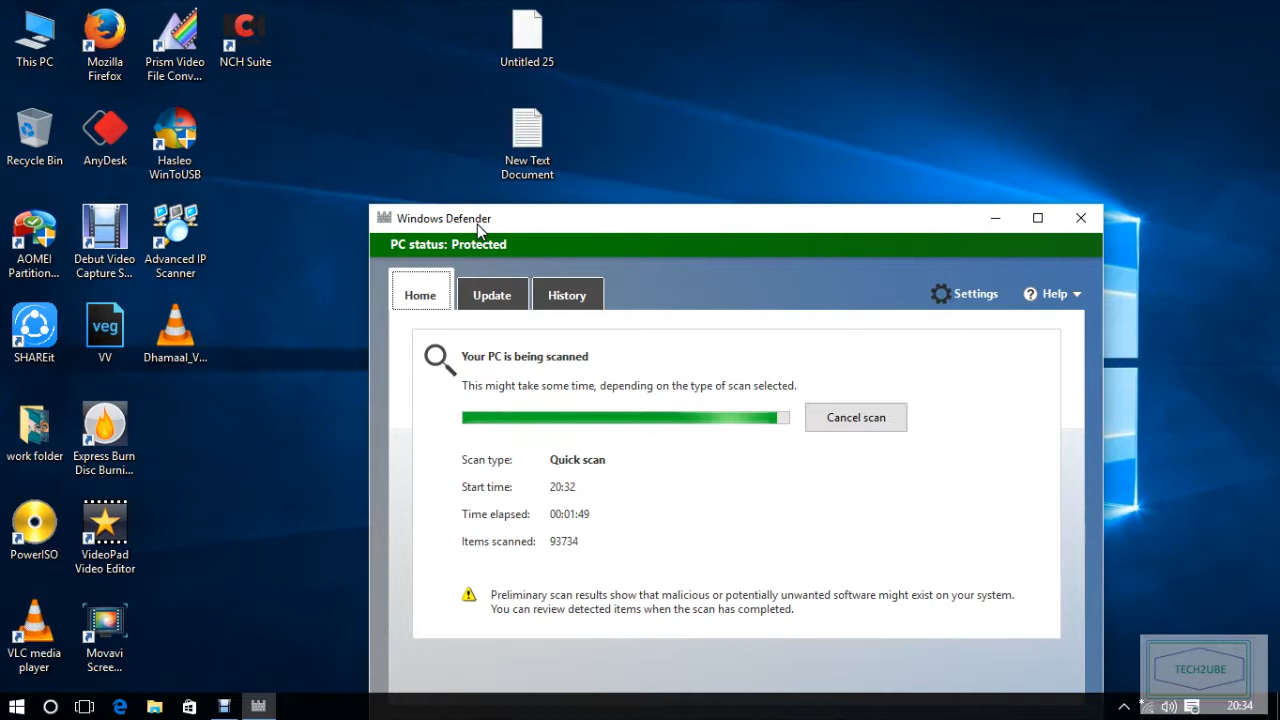 This PC
Mozilla
Firefox
Prism Video
File Conv...
NCH Suite
Untitled 25
Recycle Bin
AnyDesk
Hasleo
WinToUSB
New Text
Document
AOMEI
Partition...
Debut Video
Capture S...
Advanced IP
Scanner
SHAREit
veg
VV
Dhamaal_V...
work folder
Express Burn
Disc Burni...
PowerISO
VideoPad
Video Editor
VLC media
player
Movavi
Scree...
Windows Defender
PC status: Protected
Home
Update
History
Settings
Help
Your PC is being scanned
This might take some time, depending on the type of scan selected.
Cancel scan
Scan type: Quick scan
Start time: 20:32
Time elapsed: 00:01:49
Items scanned: 93734
Preliminary scan results show that malicious or potentially unwanted software might exist on your system.
You can review detected items when the scan has completed.
TECH2UBE
20:34